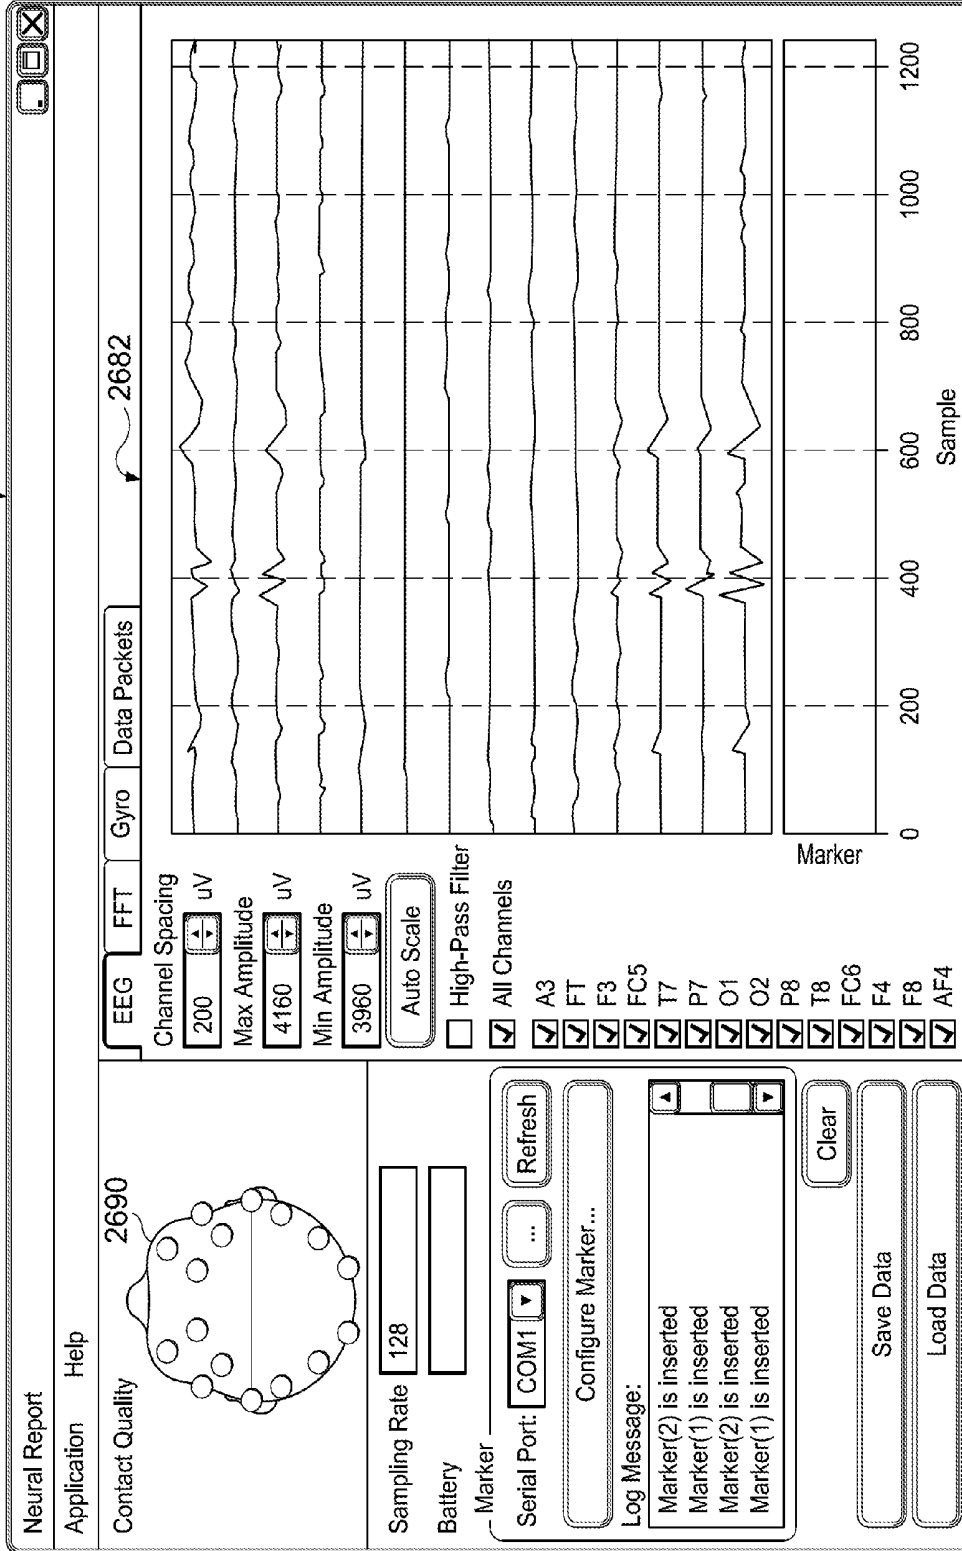 Neural Report
Application Help
Contact Quality
2690
Sampling Rate 128
Battery
Marker
Serial Port: COM1 ... Refresh
Configure Marker...
Log Message:
Marker(2) is inserted
Marker(1) is inserted
Marker(2) is inserted
Marker(1) is inserted
Clear
Save Data
Load Data
EEG FFT Gyro Data Packets
2682
Channel Spacing
200 uV
Max Amplitude
4160 uV
Min Amplitude
3960 uV
Auto Scale
High-Pass Filter
All Channels
A3
FT
F3
FC5
T7
P7
O1
O2
P8
T8
FC6
F4
F8
AF4
Marker
0 200 400 600 800 1000 1200
Sample